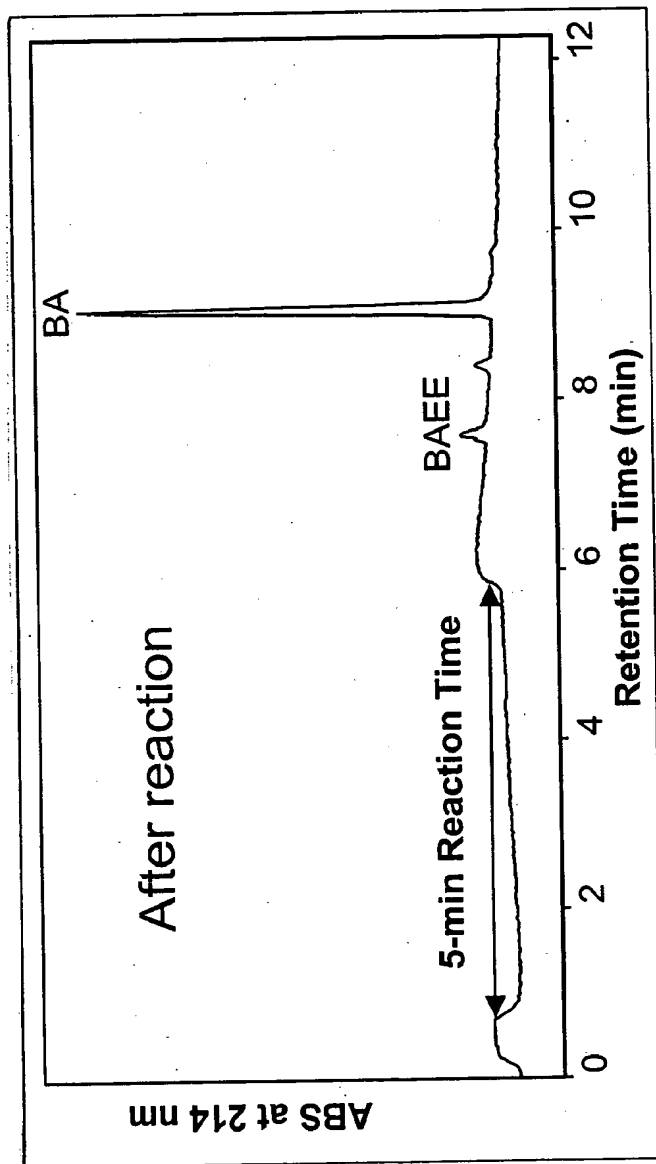 After reaction
BA
BAEE
5-min Reaction Time
ABS at 214 nm
0 2 4 6 8 10 12
Retention Time (min)